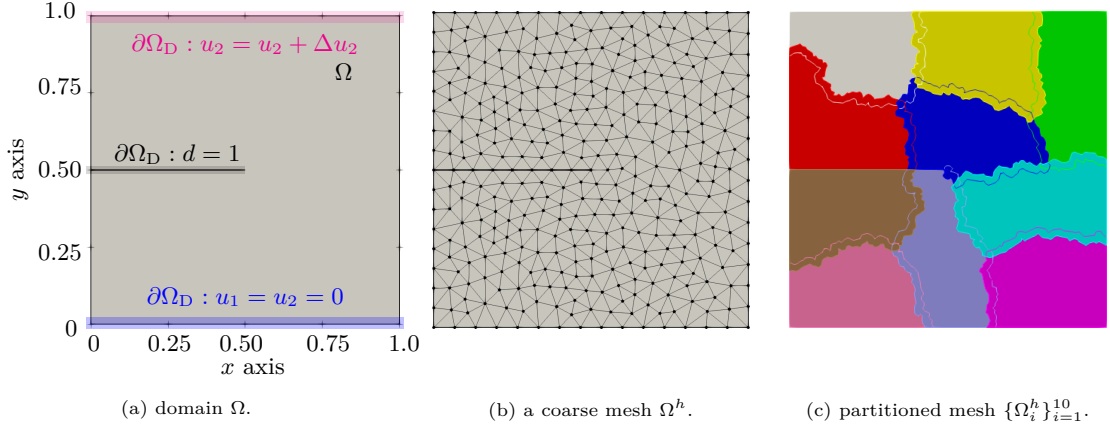 1.0
∂Ω_D : u_2 = u_2 + Δu_2
Ω
0.75
∂Ω_D : d = 1
0.50
y axis
0.25
∂Ω_D : u_1 = u_2 = 0
0
0 0.25 0.50 0.75 1.0
x axis
(a) domain Ω.
(b) a coarse mesh Ω^h.
(c) partitioned mesh {Ω_i^h}_{i=1}^{10}.